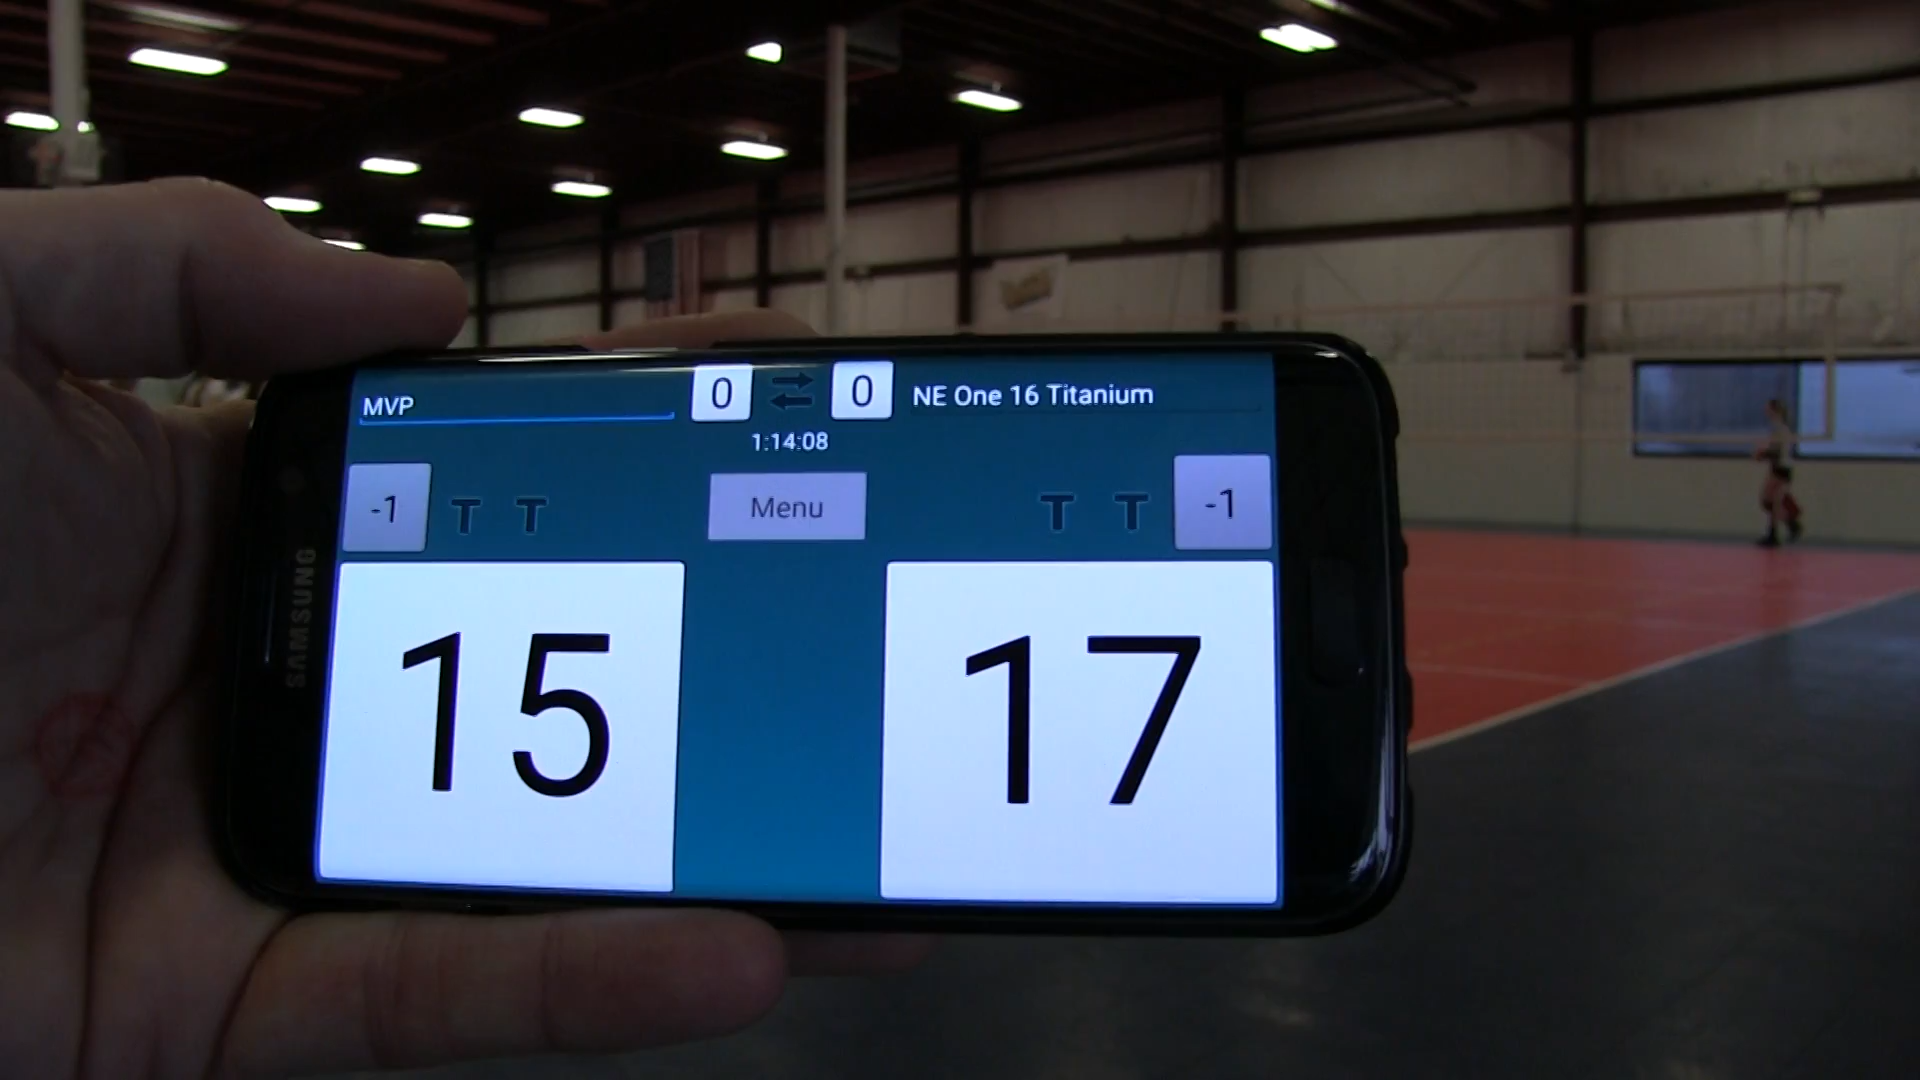 MVP
0
0
NE One 16 Titanium
1:14:08
-1
T T
Menu
T T
-1
15
17
SAMSUNG